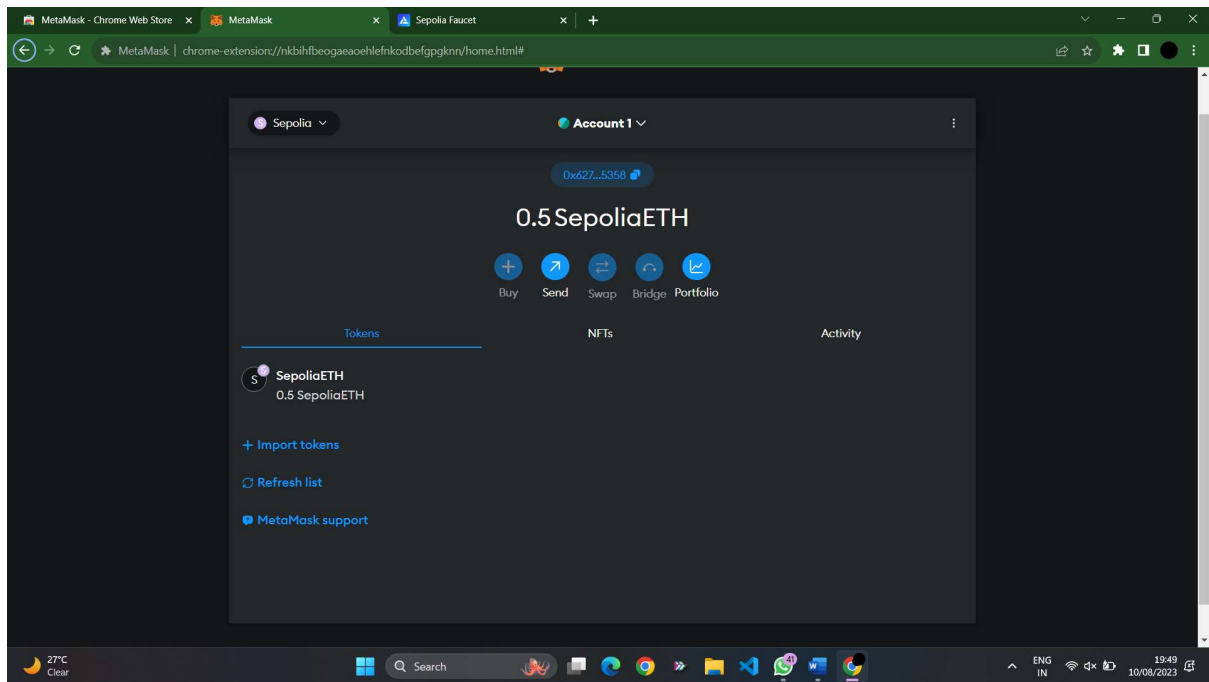 MetaMask - Chrome Web Store
MetaMask
Sepolia Faucet
MetaMask
chrome-extension://nkbihfbeogaeaoehlefnkodbefgpgknn/home.html#
S
Sepolia
Account 1
0x627...5358
0.5 SepoliaETH
Buy
Send
Swap
Bridge
Portfolio
Tokens
NFTs
Activity
S
S
SepoliaETH
0.5 SepoliaETH
+ Import tokens
Refresh list
MetaMask support
27°C
Clear
Search
41
W
ENG
IN
19:49
10/08/2023